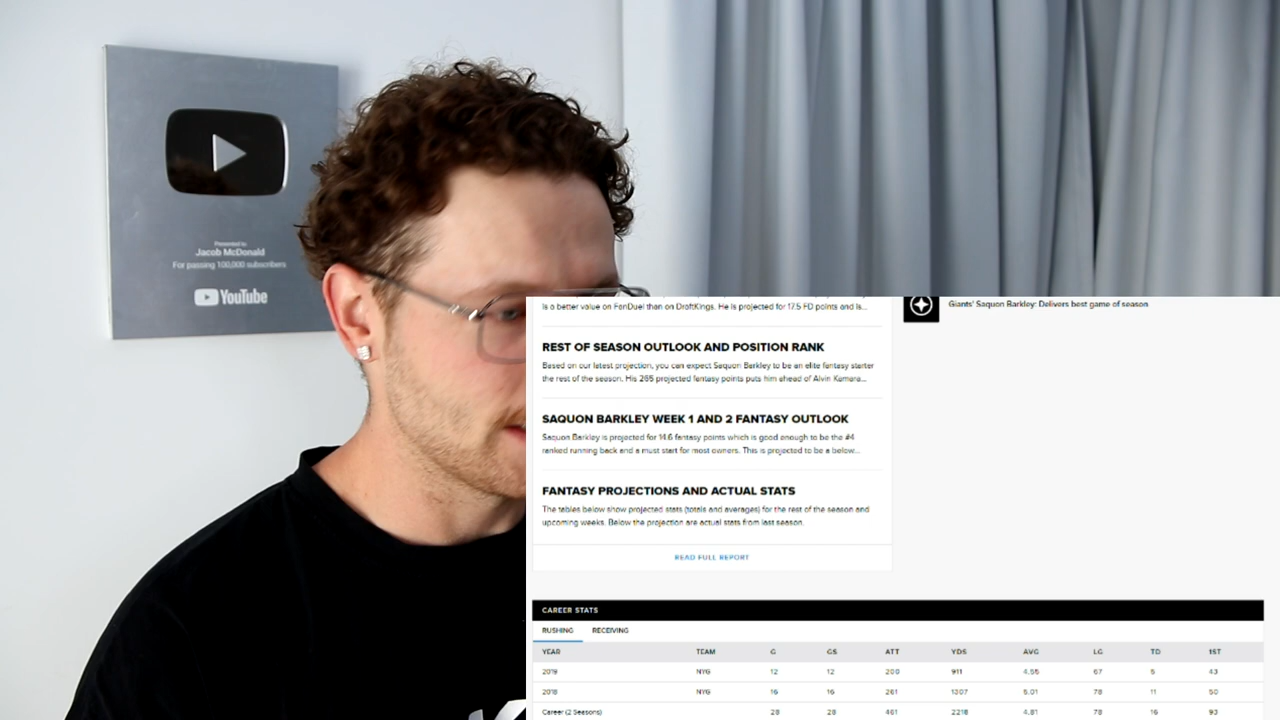 Presented to
Jacob McDonald
For passing 100,000 subscribers
YouTube
is a better value on FanDuel than on DraftKings. He is projected for 17.5 FD points and is...
Giants' Saquon Barkley: Delivers best game of season
REST OF SEASON OUTLOOK AND POSITION RANK
Based on our latest projection, you can expect Saquon Barkley to be an elite fantasy starter
the rest of the season. His 265 projected fantasy points puts him ahead of Alvin Kamara...
SAQUON BARKLEY WEEK 1 AND 2 FANTASY OUTLOOK
Saquon Barkley is projected for 14.6 fantasy points which is good enough to be the #4
ranked running back and a must start for most owners. This is projected to be a below...
FANTASY PROJECTIONS AND ACTUAL STATS
The tables below show projected stats (totals and averages) for the rest of the season and
upcoming weeks. Below the projection are actual stats from last season.
READ FULL REPORT
CAREER STATS
RUSHING RECEIVING
YEAR TEAM G GS ATT YDS AVG LG TD 1ST
2019 NYG 12 12 200 911 4.55 67 5 43
2018 NYG 16 16 261 1307 5.01 78 11 50
Career (2 Seasons) 28 28 461 2218 4.81 78 16 93